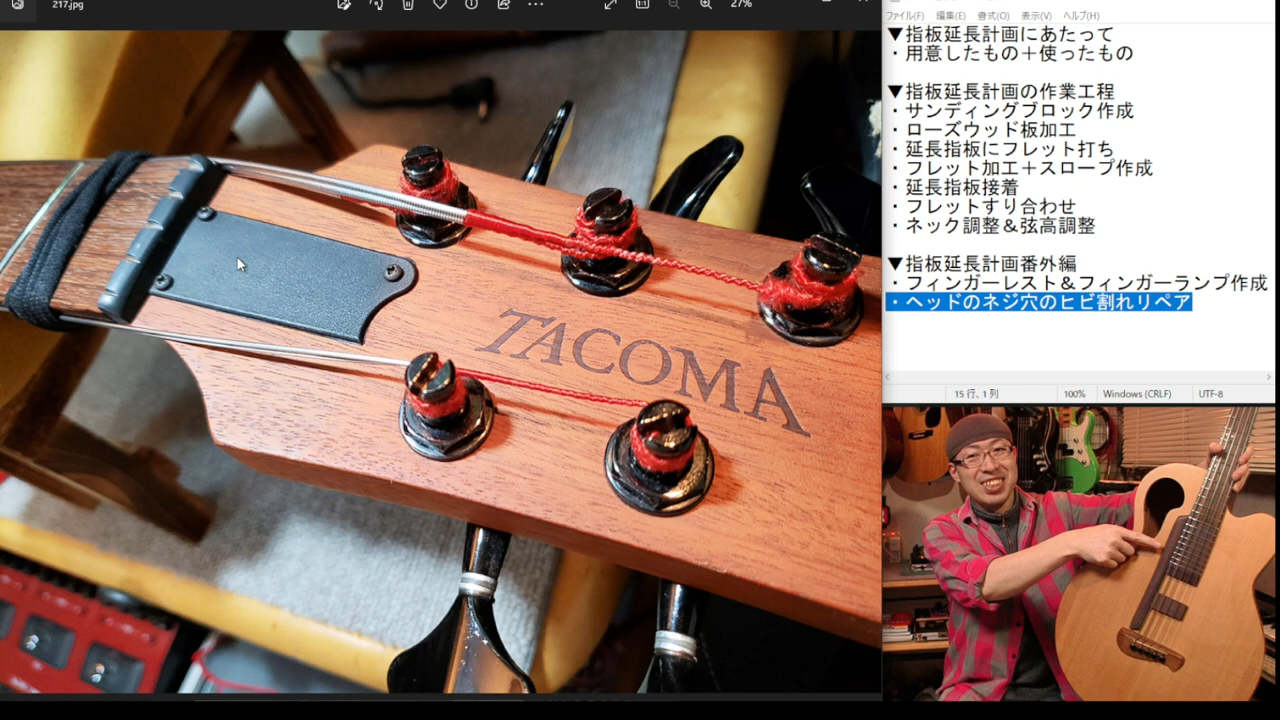 217.jpg
27%
TACOMA
ファイル(F) 編集(E) 書式(O) 表示(V) ヘルプ(H)
▼指板延長計画にあたって
・用意したもの＋使ったもの
▼指板延長計画の作業工程
・サンディングブロック作成
・ローズウッド板加工
・延長指板にフレット打ち
・フレット加工＋スロープ作成
・延長指板接着
・フレットすり合わせ
・ネック調整＆弦高調整
▼指板延長計画番外編
・フィンガーレスト＆フィンガーランプ作成
・ヘッドのネジ穴のヒビ割れリペア
15 行、1 列 100% Windows (CRLF) UTF-8